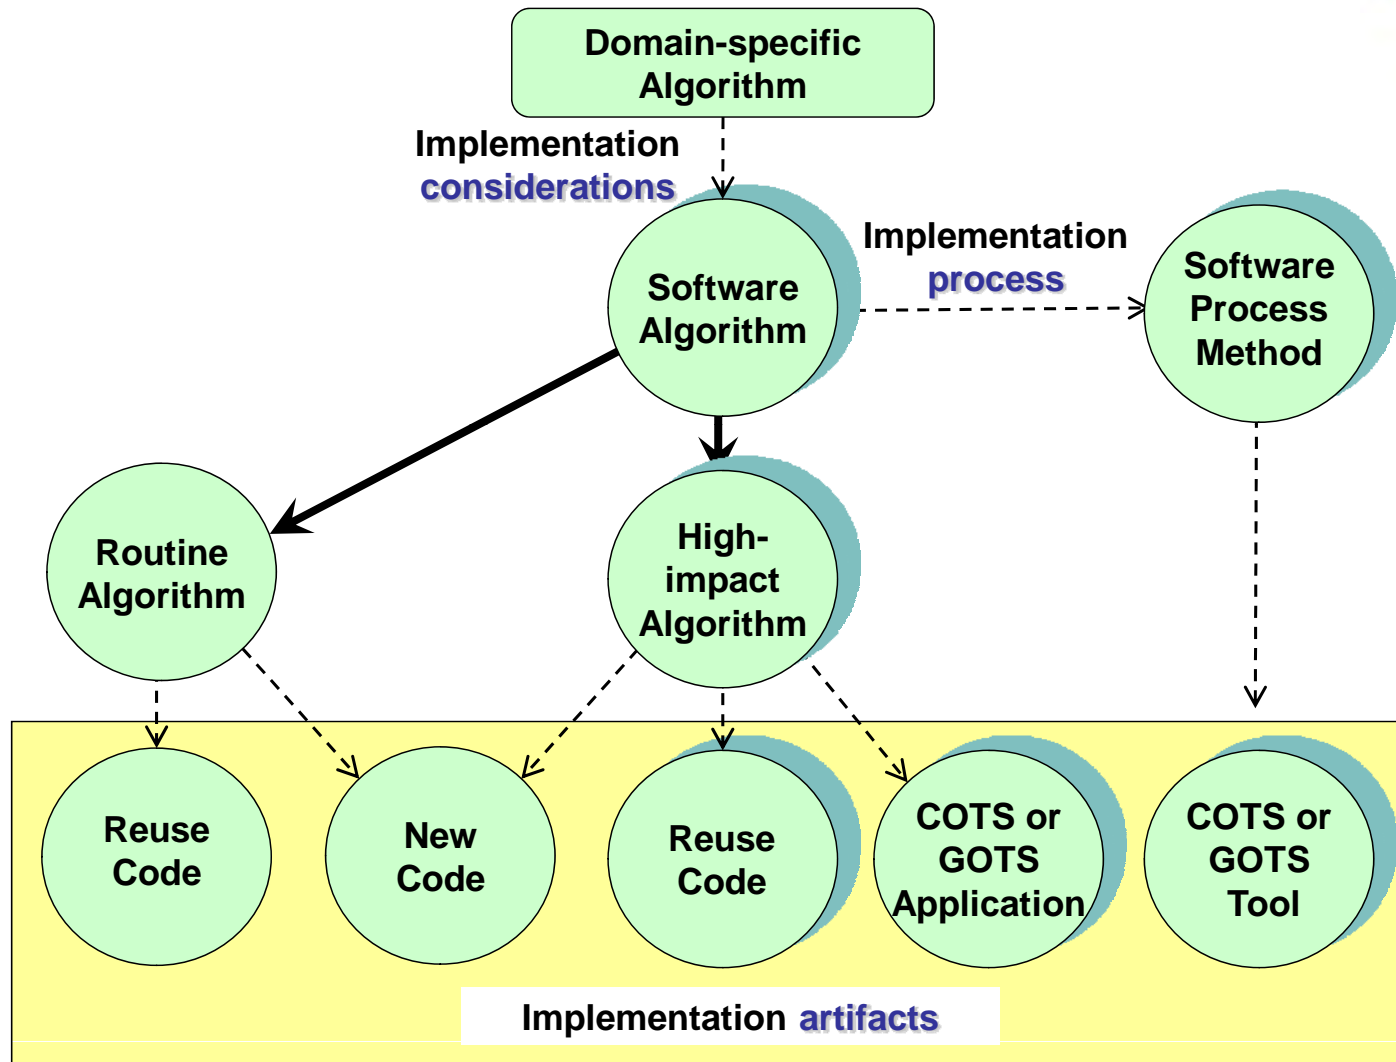 Domain-specific
Algorithm
Implementation
considerations
Implementation
process
Software
Algorithm
Software
Process
Method
Routine
Algorithm
High-
impact
Algorithm
Reuse
Code
New
Code
Reuse
Code
COTS or
GOTS
Application
COTS or
GOTS
Tool
Implementation artifacts